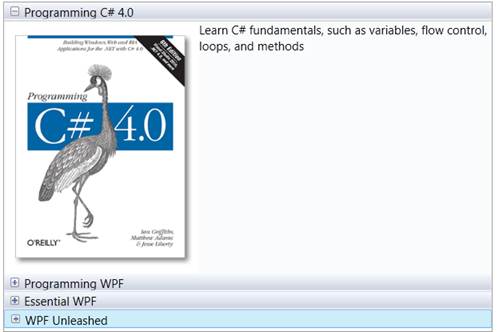 Programming C# 4.0
Learn C# fundamentals, such as variables, flow control,
loops, and methods
Building Windows, Web and RIA
Applications for the .NET with C# 4.0
6th Edition
Programming
C# 4.0
O'REILLY
Ian Griffiths,
Matthew Adams
& Jesse Liberty
Programming WPF
Essential WPF
WPF Unleashed